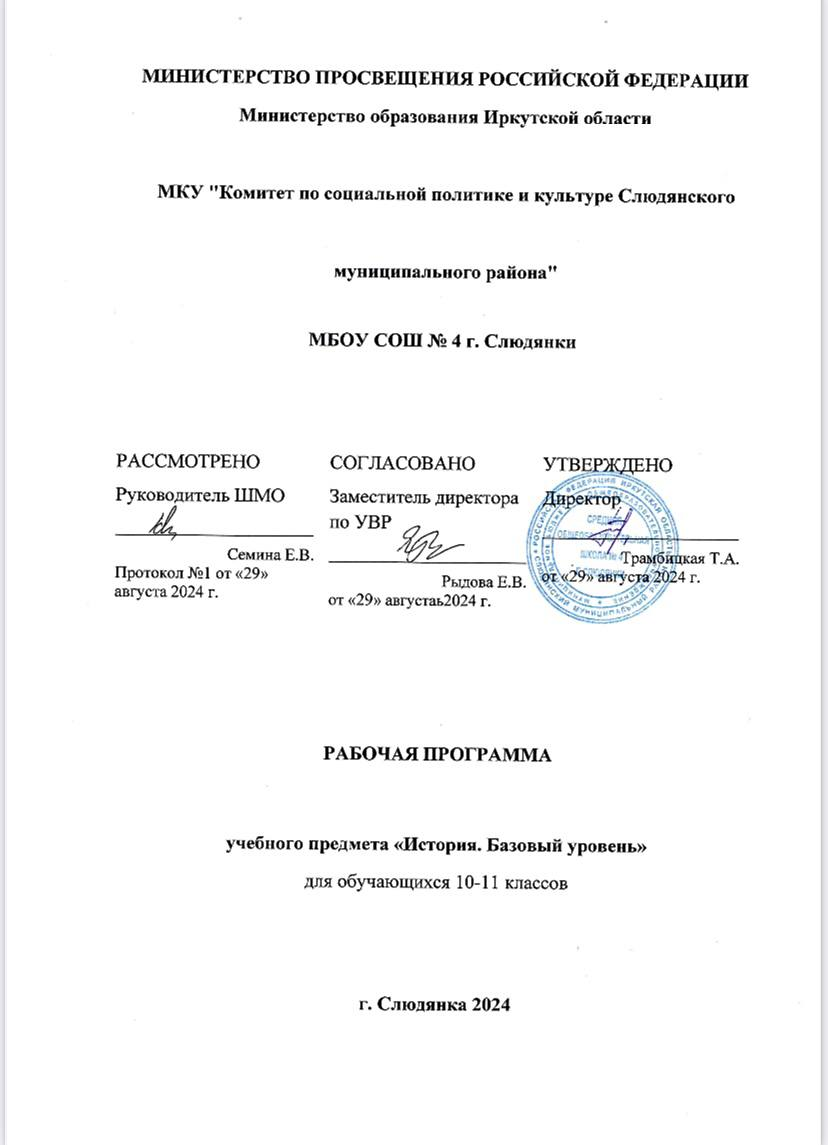 МИНИСТЕРСТВО ПРОСВЕЩЕНИЯ РОССИЙСКОЙ ФЕДЕРАЦИИ
Министерство образования Иркутской области
МКУ "Комитет по социальной политике и культуре Слюдянского
муниципального района"
МБОУ СОШ № 4 г. Слюдянки
РАССМОТРЕНО
Руководитель ШМО
Семина Е.В.
Протокол №1 от «29»
августа 2024 г.
СОГЛАСОВАНО
Заместитель директора
по УВР
Рыдова Е.В.
от «29» августаь2024 г.
УТВЕРЖДЕНО
Директор
Трамбицкая Т.А.
от «29» августа 2024 г.
РАБОЧАЯ ПРОГРАММА
учебного предмета «История. Базовый уровень»
для обучающихся 10-11 классов
г. Слюдянка 2024